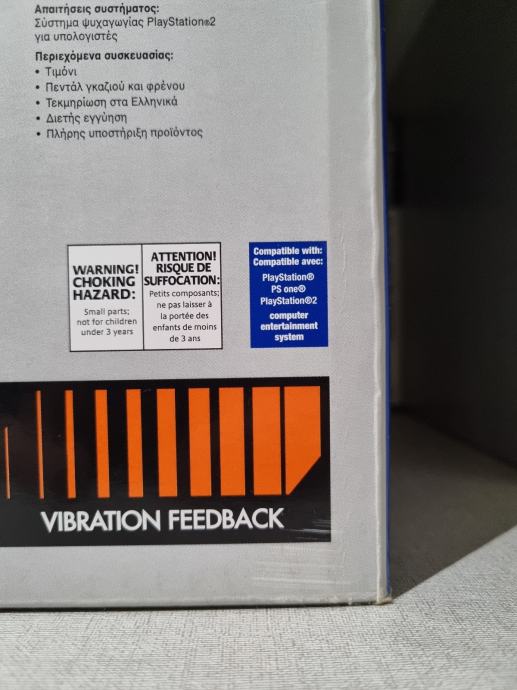 Απαιτήσεις συστήματος:
Σύστημα ψυχαγωγίας PlayStation®2
για υπολογιστές
Περιεχόμενα συσκευασίας:
• Τιμόνι
• Πεντάλ γκαζιού και φρένου
• Τεκμηρίωση στα Ελληνικά
• Διετής εγγύηση
• Πλήρης υποστήριξη προϊόντος
WARNING!
CHOKING
HAZARD:
Small parts;
not for children
under 3 years
ATTENTION!
RISQUE DE
SUFFOCATION:
Petits composants;
ne pas laisser à
la portée des
enfants de moins
de 3 ans
Compatible with:
Compatible avec:
PlayStation®
PS one®
PlayStation®2
computer
entertainment
system
VIBRATION FEEDBACK